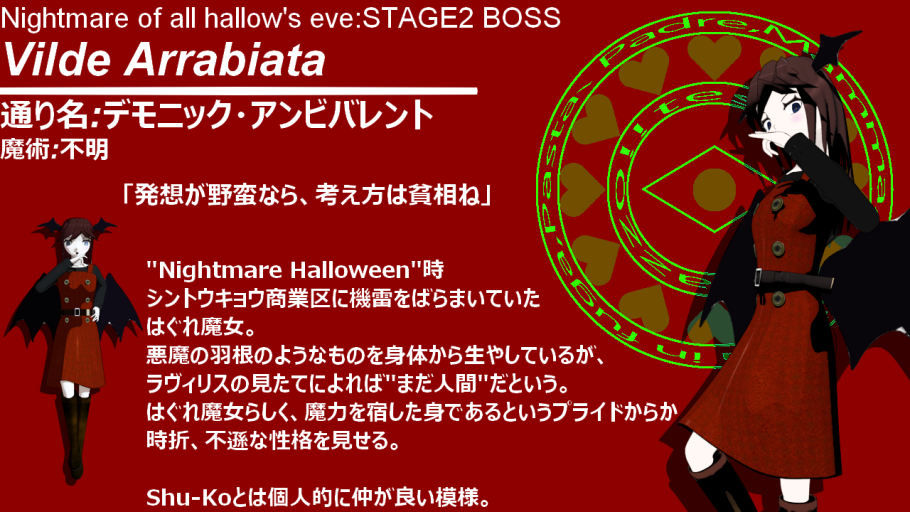 Nightmare of all hallow's eve:STAGE2 BOSS
Vilde Arrabiata
通り名:デモニック・アンビバレント
魔術:不明
「発想が野蛮なら、考え方は貧相ね」
"Nightmare Halloween"時
シントウキョウ商業区に機雷をばらまいていた
はぐれ魔女。
悪魔の羽根のようなものを身体から生やしているが、
ラヴィリスの見たてによれば"まだ人間"だという。
はぐれ魔女らしく、魔力を宿した身であるというプライドからか
時折、不遜な性格を見せる。
Shu-Koとは個人的に仲が良い模様。
Pasta,padre,M